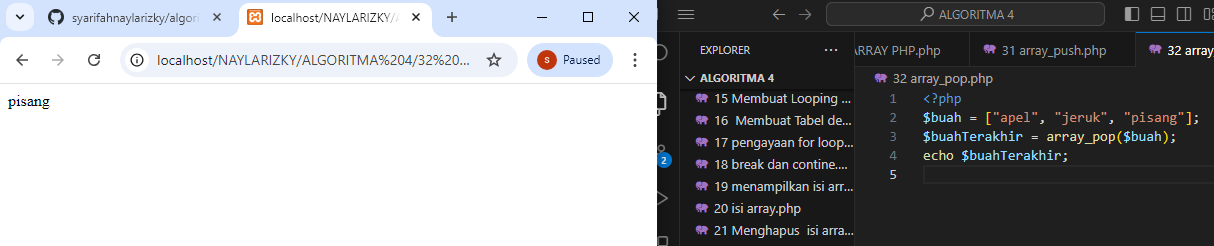 syarifahnaylarizky/algori
localhost/NAYLARIZKY/A
localhost/NAYLARIZKY/ALGORITMA%204/32%20...
S
Paused
pisang
ALGORITMA 4
EXPLORER
...
ALGORITMA 4
15 Membuat Looping ...
16 Membuat Tabel de...
17 pengayaan for loop...
18 break dan contine....
19 menampilkan isi arr...
20 isi array.php
21 Menghapus isi arra...
2
ARRAY PHP.php
31 array_push.php
32 array
32 array_pop.php
1 <?php
2 $buah = ["apel", "jeruk", "pisang"];
3 $buahTerakhir = array_pop($buah);
4 echo $buahTerakhir;
5